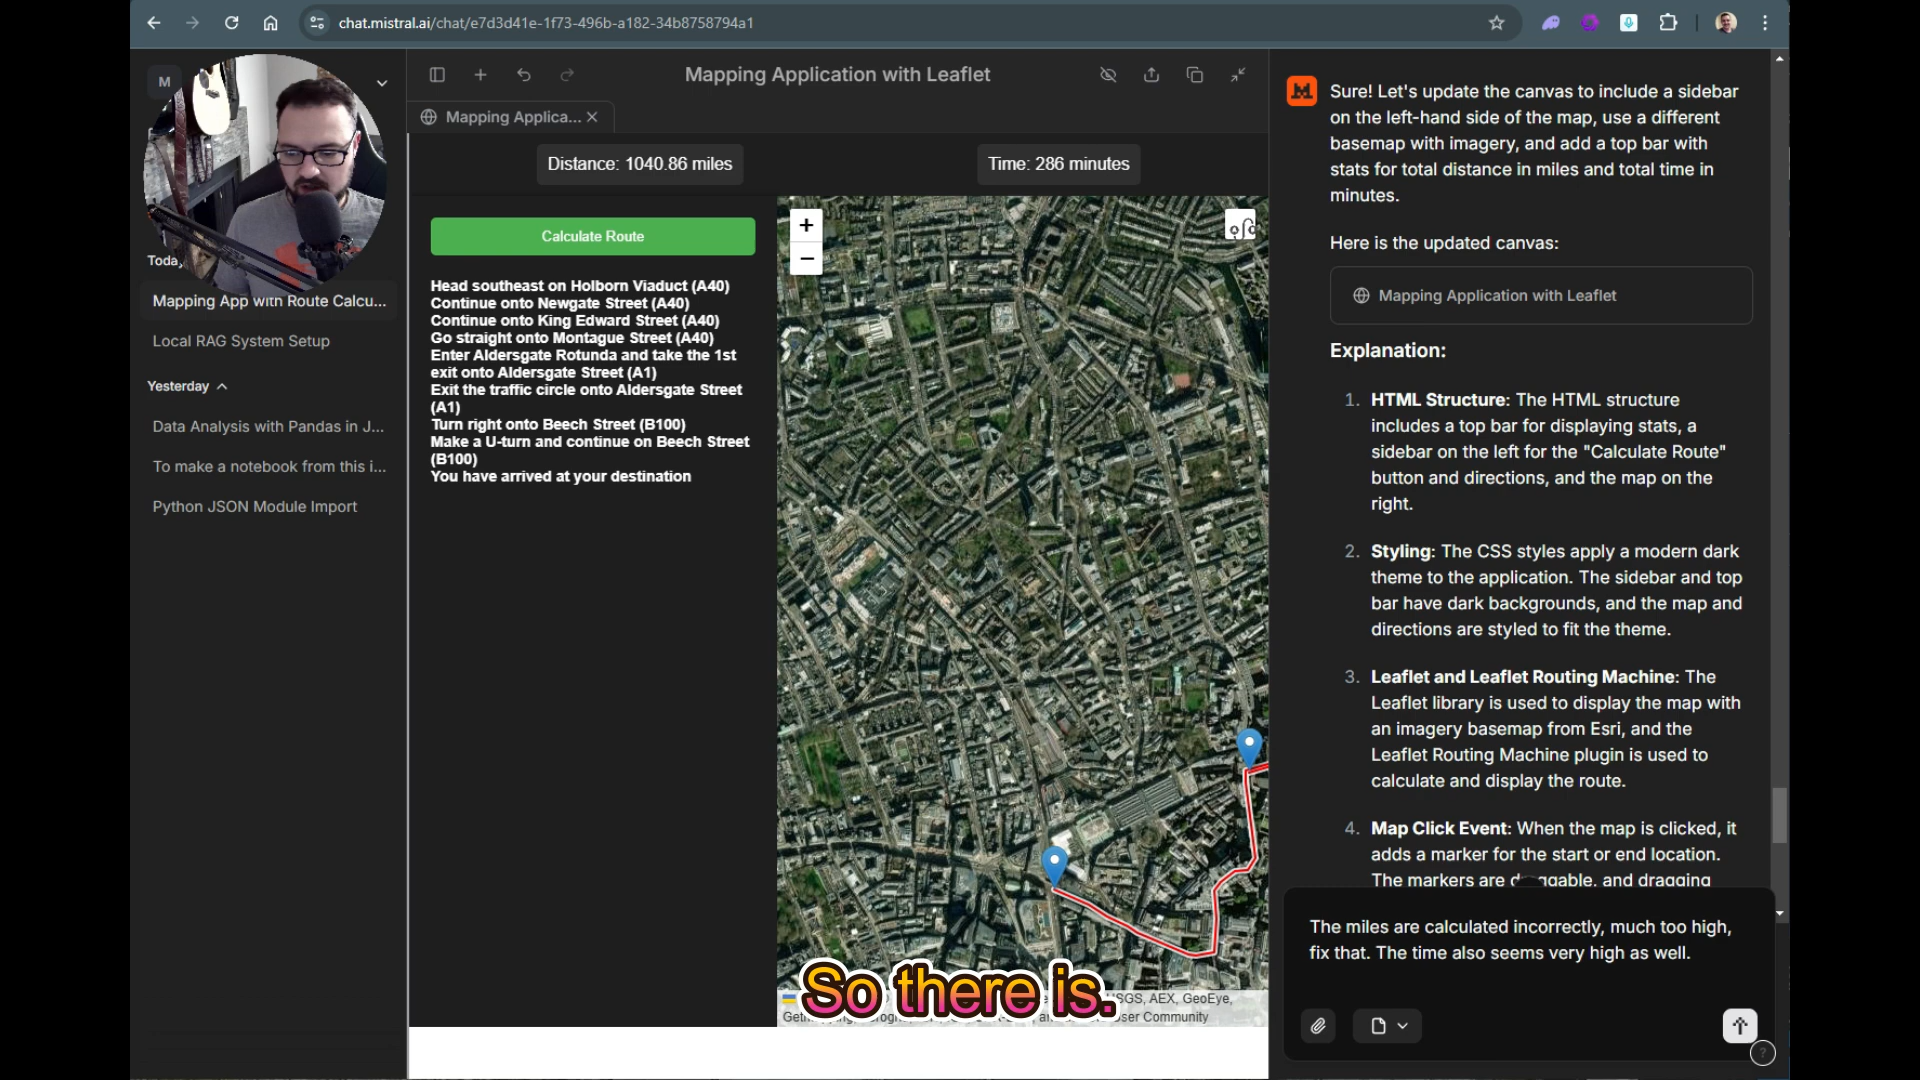 chat.mistral.ai/chat/e7d3d41e-1f73-496b-a182-34b8758794a1
M
Today
Mapping App with Route Calcu...
Local RAG System Setup
Yesterday
Data Analysis with Pandas in J...
To make a notebook from this i...
Python JSON Module Import
Mapping Application with Leaflet
Mapping Applica...
Distance: 1040.86 miles
Time: 286 minutes
Calculate Route
Head southeast on Holborn Viaduct (A40)
Continue onto Newgate Street (A40)
Continue onto King Edward Street (A40)
Go straight onto Montague Street (A40)
Enter Aldersgate Rotunda and take the 1st
exit onto Aldersgate Street (A1)
Exit the traffic circle onto Aldersgate Street
(A1)
Turn right onto Beech Street (B100)
Make a U-turn and continue on Beech Street
(B100)
You have arrived at your destination
+
−
So there is.
AEX, GeoEye,
User Community
Sure! Let's update the canvas to include a sidebar
on the left-hand side of the map, use a different
basemap with imagery, and add a top bar with
stats for total distance in miles and total time in
minutes.
Here is the updated canvas:
Mapping Application with Leaflet
Explanation:
1. HTML Structure: The HTML structure
includes a top bar for displaying stats, a
sidebar on the left for the "Calculate Route"
button and directions, and the map on the
right.
2. Styling: The CSS styles apply a modern dark
theme to the application. The sidebar and top
bar have dark backgrounds, and the map and
directions are styled to fit the theme.
3. Leaflet and Leaflet Routing Machine: The
Leaflet library is used to display the map with
an imagery basemap from Esri, and the
Leaflet Routing Machine plugin is used to
calculate and display the route.
4. Map Click Event: When the map is clicked, it
adds a marker for the start or end location.
The markers are draggable, and dragging
The miles are calculated incorrectly, much too high,
fix that. The time also seems very high as well.
?